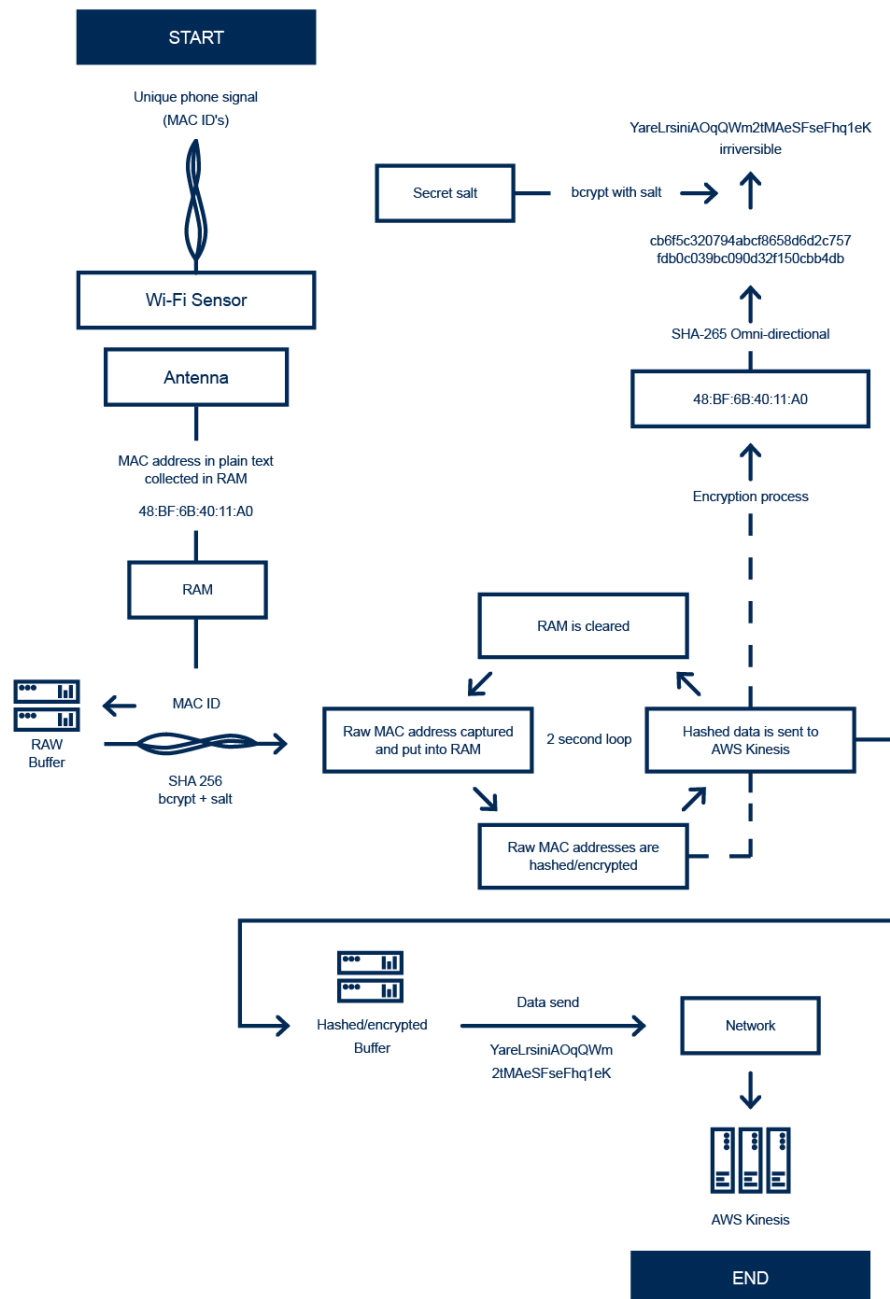 START
Unique phone signal
(MAC ID's)
Wi-Fi Sensor
Antenna
MAC address in plain text
collected in RAM
48:BF:6B:40:11:A0
RAM
MAC ID
RAW
Buffer
SHA 256
bcrypt + salt
YareLrsiniAOqQWm2tMAeSFseFhq1eK
irriversible
Secret salt
bcrypt with salt
cb6f5c320794abcf8658d6d2c757
fdb0c039bc090d32f150cbb4db
SHA-265 Omni-directional
48:BF:6B:40:11:A0
Encryption process
RAM is cleared
Raw MAC address captured
and put into RAM
2 second loop
Hashed data is sent to
AWS Kinesis
Raw MAC addresses are
hashed/encrypted
Hashed/encrypted
Buffer
Data send
YareLrsiniAOqQWm
2tMAeSFseFhq1eK
Network
AWS Kinesis
END